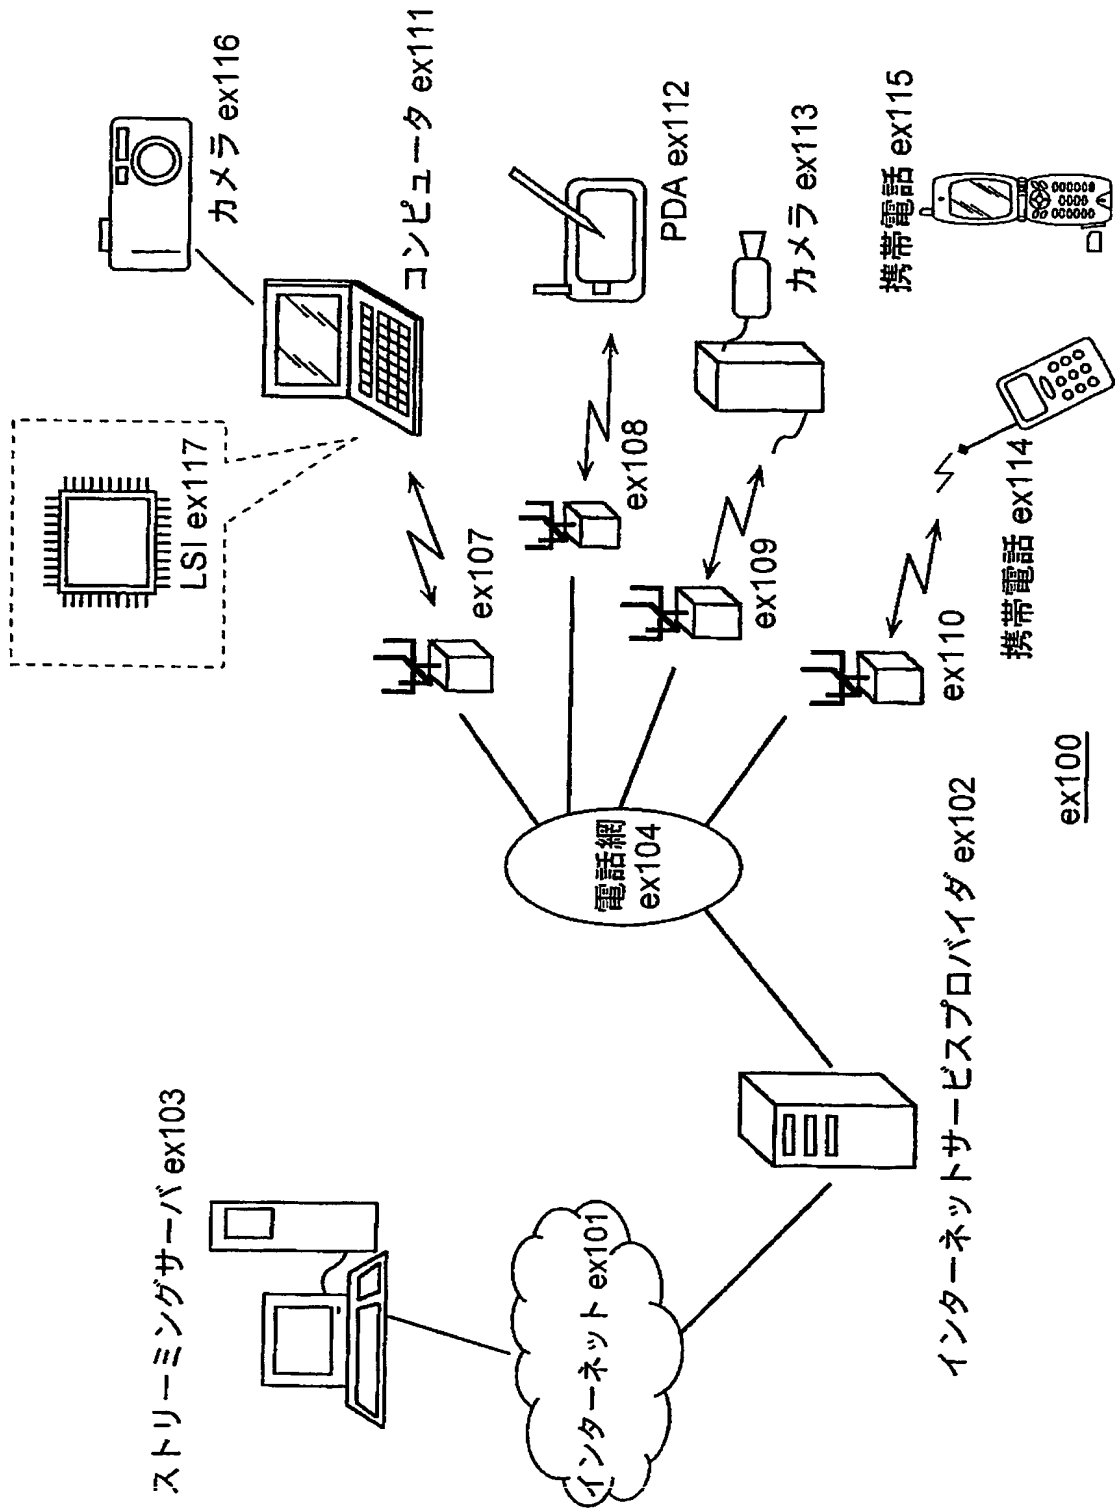 ストリーミングサーバ ex103
インターネット ex101
インターネットサービスプロバイダ ex102
電話網
ex104
LSI ex117
カメラ ex116
コンピュータ ex111
ex107
ex108
PDA ex112
ex109
カメラ ex113
ex110
携帯電話 ex114
携帯電話 ex115
ex100